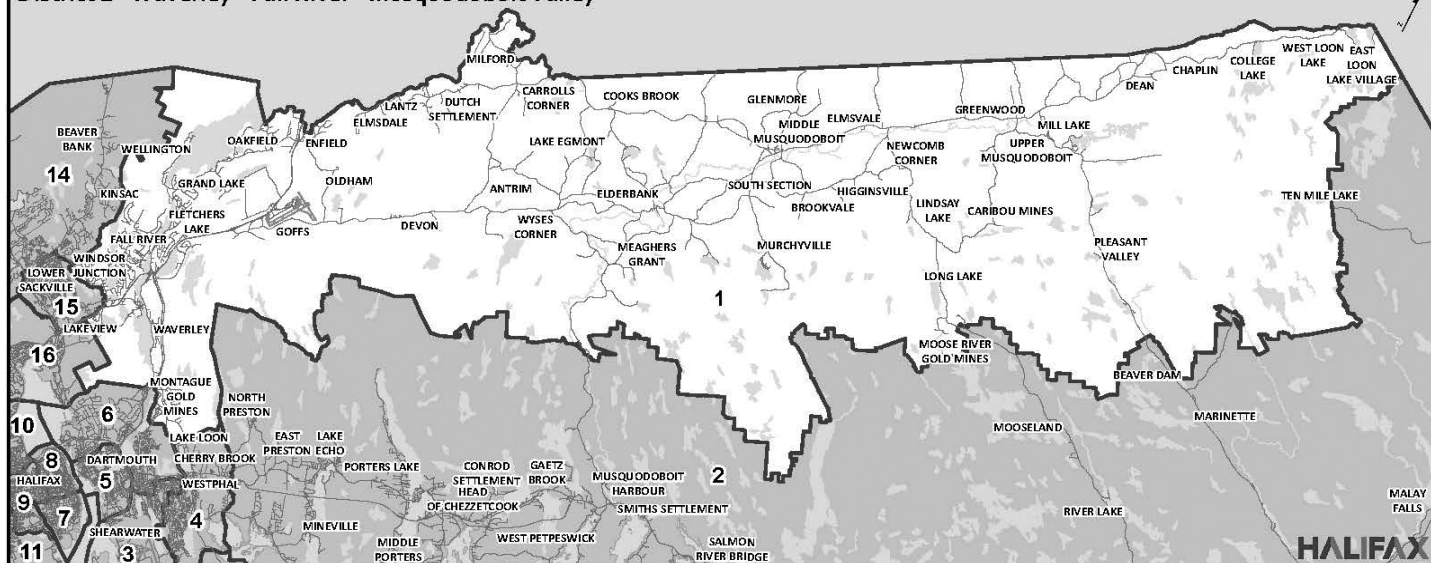 MILFORD
WEST LOON
LAKE
EAST
LOON
LAKE VILLAGE
COLLEGE
LAKE
CHAPLIN
DEAN
CARROLLS
CORNER
COOKS BROOK
GLENMORE
GREENWOOD
LANTZ
ELMSDALE
DUTCH
SETTLEMENT
ELMSVALE
MIDDLE
MUSQUODOBOIT
MILL LAKE
BEAVER
BANK
WELLINGTON
OAKFIELD
ENFIELD
LAKE EGMONT
NEWCOMB
CORNER
UPPER
MUSQUODOBOIT
14
KINSAC
GRAND LAKE
OLDHAM
ANTRIM
ELDERBANK
SOUTH SECTION
HIGGINSVILLE
TEN MILE LAKE
BROOKVALE
LINDSAY
LAKE
CARIBOU MINES
FLETCHERS
LAKE
GOFFS
DEVON
WYSES
CORNER
FALL RIVER
MEAGHERS
GRANT
MURCHYVILLE
PLEASANT
VALLEY
WINDSOR
JUNCTION
LOWER
SACKVILLE
LONG LAKE
15
1
LAKEVIEW
WAVERLEY
16
MOOSE RIVER
GOLD MINES
BEAVER DAM
MONTAGUE
GOLD
MINES
NORTH
PRESTON
6
10
MARINETTE
MOOSELAND
LAKE LOON
EAST
PRESTON
LAKE
ECHO
8
HALIFAX
DARTMOUTH
CHERRY BROOK
PORTERS LAKE
CONROD
SETTLEMENT
GAETZ
BROOK
MUSQUODOBOIT
HARBOUR
2
5
WESTPHAL
HEAD
OF CHEZZETCOOK
SMITHS SETTLEMENT
MALAY
FALLS
9
7
4
RIVER LAKE
SHEARWATER
MINEVILLE
WEST PETPESWICK
11
3
MIDDLE
PORTERS
SALMON
RIVER BRIDGE
HALIFAX